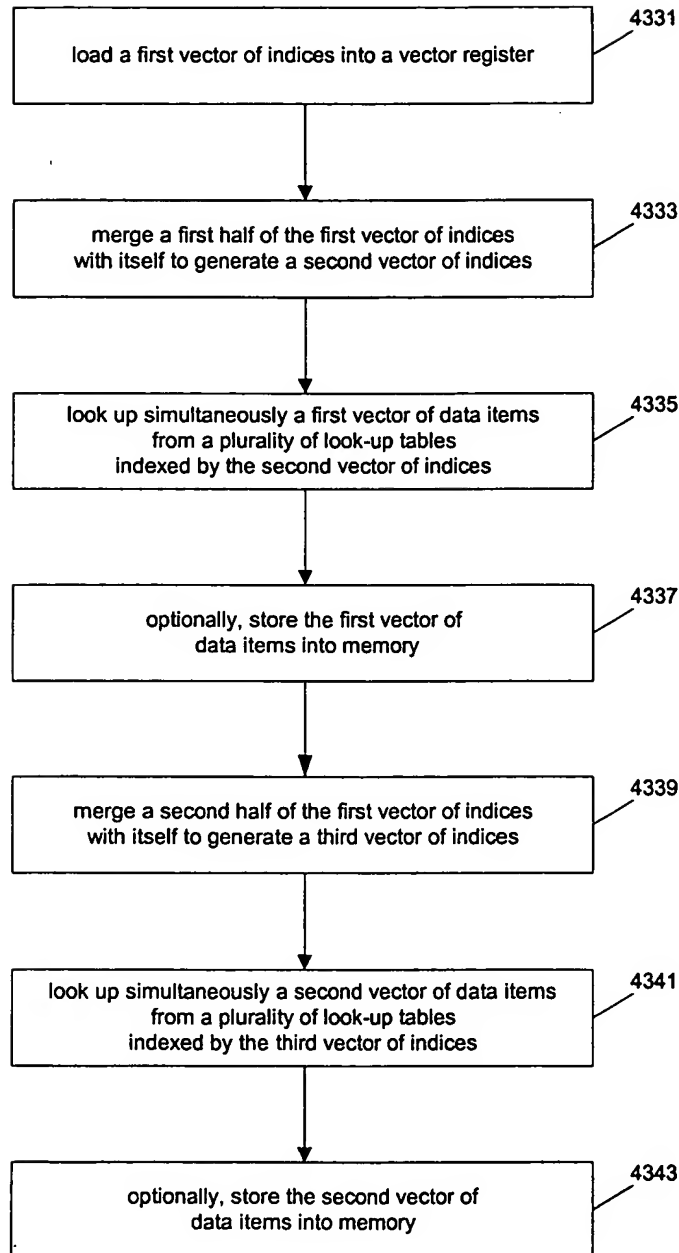 4331
load a first vector of indices into a vector register
4333
merge a first half of the first vector of indices
with itself to generate a second vector of indices
4335
look up simultaneously a first vector of data items
from a plurality of look-up tables
indexed by the second vector of indices
4337
optionally, store the first vector of
data items into memory
4339
merge a second half of the first vector of indices
with itself to generate a third vector of indices
4341
look up simultaneously a second vector of data items
from a plurality of look-up tables
indexed by the third vector of indices
4343
optionally, store the second vector of
data items into memory